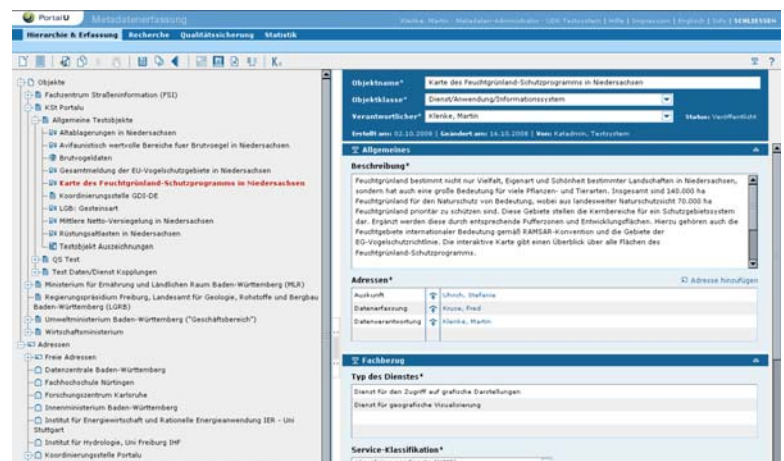 PortalU Metadatenerfassung
Klenke, Martin - Metadaten-Administrator - UDK Testsystem | Hilfe | Impressum | Englisch | Info | SCHLIESSEN
Hierarchie & Erfassung Recherche Qualitätssicherung Statistik
Objekte
Fachzentrum Straßeninformation (FSI)
KSt Portalu
Allgemeine Testobjekte
Altablagerungen in Niedersachsen
Avifaunistisch wertvolle Bereiche fuer Brutvoegel in Niedersachsen
Brutvogeldaten
Gesamtmeldung der EU-Vogelschutzgebiete in Niedersachsen
Karte des Feuchtgrünland-Schutzprogramms in Niedersachsen
Koordinierungsstelle GDI-DE
LGB: Gesteinsart
Mittlere Netto-Versiegelung in Niedersachsen
Rüstungsaltlasten in Niedersachsen
Testobjekt Auszeichnungen
QS Test
Test Daten/Dienst Kopplungen
Ministerium für Ernährung und Ländlichen Raum Baden-Württemberg (MLR)
Regierungspräsidium Freiburg, Landesamt für Geologie, Rohstoffe und Bergbau
Baden-Württemberg (LGRB)
Umweltministerium Baden-Württemberg ("Geschäftsbereich")
Wirtschaftsministerium
Adressen
Freie Adressen
Datenzentrale Baden-Württemberg
Fachhochschule Nürtingen
Forschungszentrum Karlsruhe
Innenministerium Baden-Württemberg
Institut für Energiewirtschaft und Rationelle Energieanwendung IER - Uni
Stuttgart
Institut für Hydrologie, Uni Freiburg IHF
Koordinierungsstelle Portalu
Objektname* Karte des Feuchtgrünland-Schutzprogramms in Niedersachsen
Objektklasse* Dienst/Anwendung/Informationssystem
Verantwortlicher* Klenke, Martin Status: Veröffentlicht
Erstellt am: 02.10.2008 | Geändert am: 16.10.2008 | Von: Katadmin, Testsystem
Allgemeines
Beschreibung*
Feuchtgrünland bestimmt nicht nur Vielfalt, Eigenart und Schönheit bestimmter Landschaften in Niedersachsen,
sondern hat auch eine große Bedeutung für viele Pflanzen- und Tierarten. Insgesamt sind 140.000 ha
Feuchtgrünland für den Naturschutz von Bedeutung, wobei aus landesweiter Naturschutzsicht 70.000 ha
Feuchtgrünland prioritär zu schützen sind. Diese Gebiete stellen die Kernbereiche für ein Schutzgebietssystem
dar. Ergänzt werden diese durch entsprechende Pufferzonen und Entwicklungsflächen. Hierzu gehören auch die
Feuchtgebiete internationaler Bedeutung gemäß RAMSAR-Konvention und die Gebiete der
EG-Vogelschutzrichtlinie. Die interaktive Karte gibt einen Überblick über alle Flächen des
Feuchtgrünland-Schutzprogramms.
Adressen* Adresse hinzufügen
Auskunft Uhrich, Stefanie
Datenerfassung Kruse, Fred
Datenverantwortung Klenke, Martin
Fachbezug
Typ des Dienstes*
Dienst für den Zugriff auf grafische Darstellungen
Dienst für geografische Visualisierung
Service-Klassifikation*